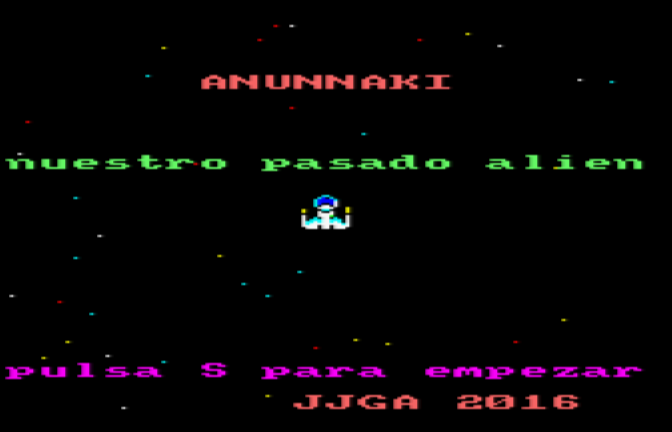 ANUNNAKI
nuestro pasado alien
pulsa S para empezar
JJGA 2016